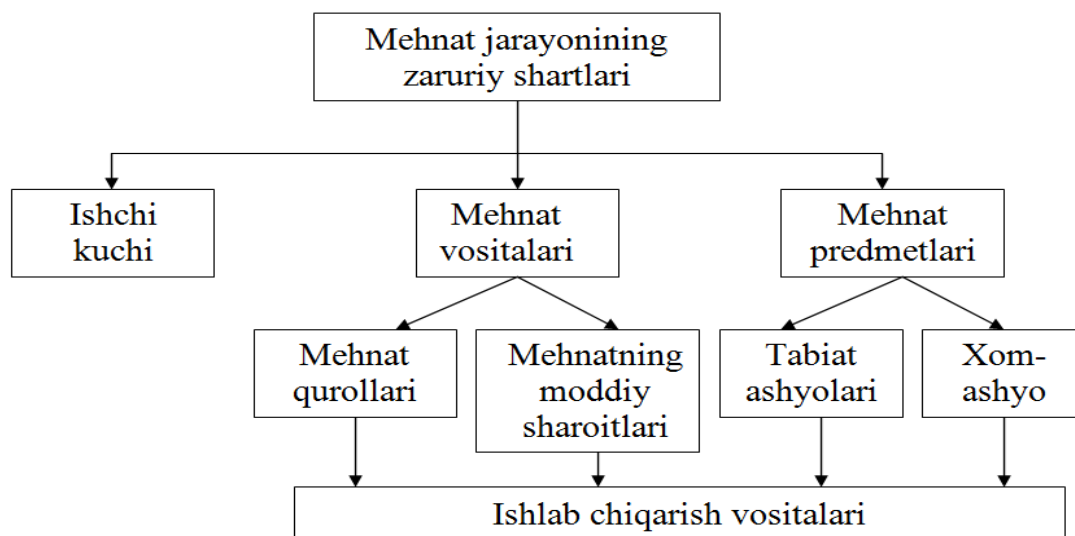 Mehnat jarayonining
zaruriy shartlari
Ishchi
kuchi
Mehnat
vositalari
Mehnat
predmetlari
Mehnat
qurollari
Mehnatning
moddiy
sharoitlari
Tabiat
ashyolari
Xom-
ashyo
Ishlab chiqarish vositalari